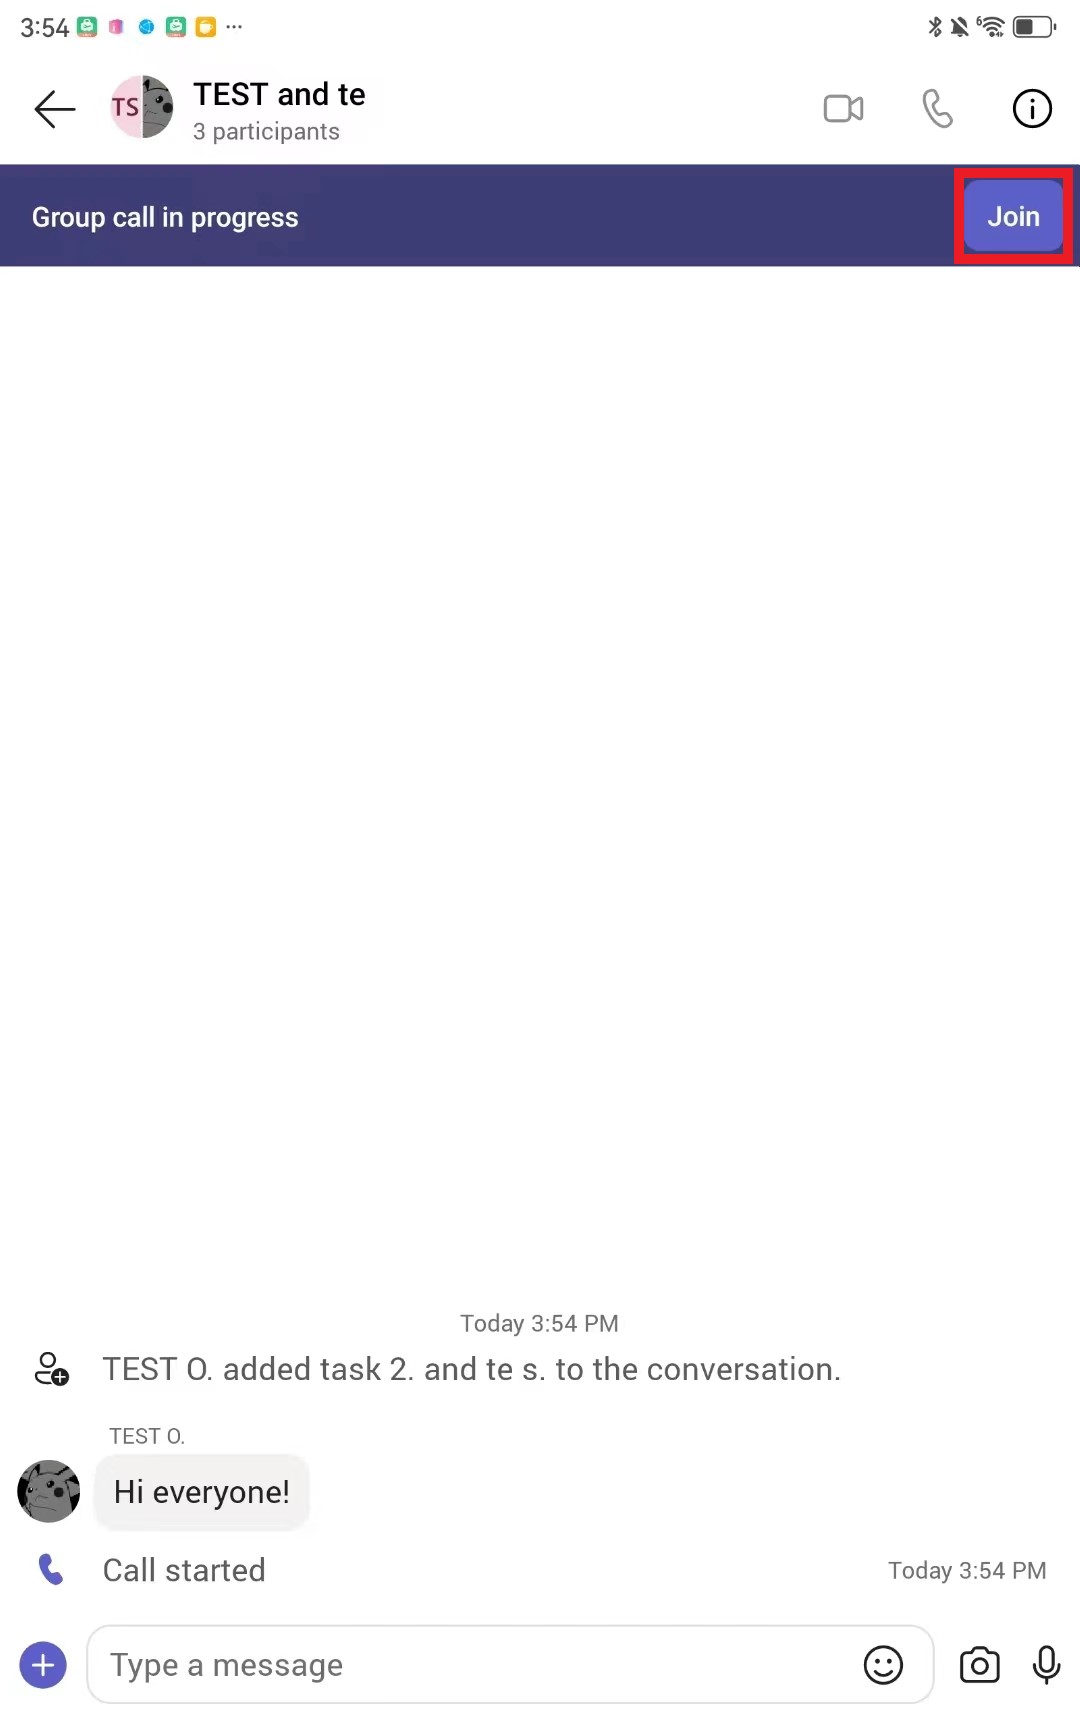 3:54
TEST and te
TS
3 participants
Group call in progress
Join
Today 3:54 PM
TEST O. added task 2. and te s. to the conversation.
TEST O.
Hi everyone!
Call started
Today 3:54 PM
Type a message